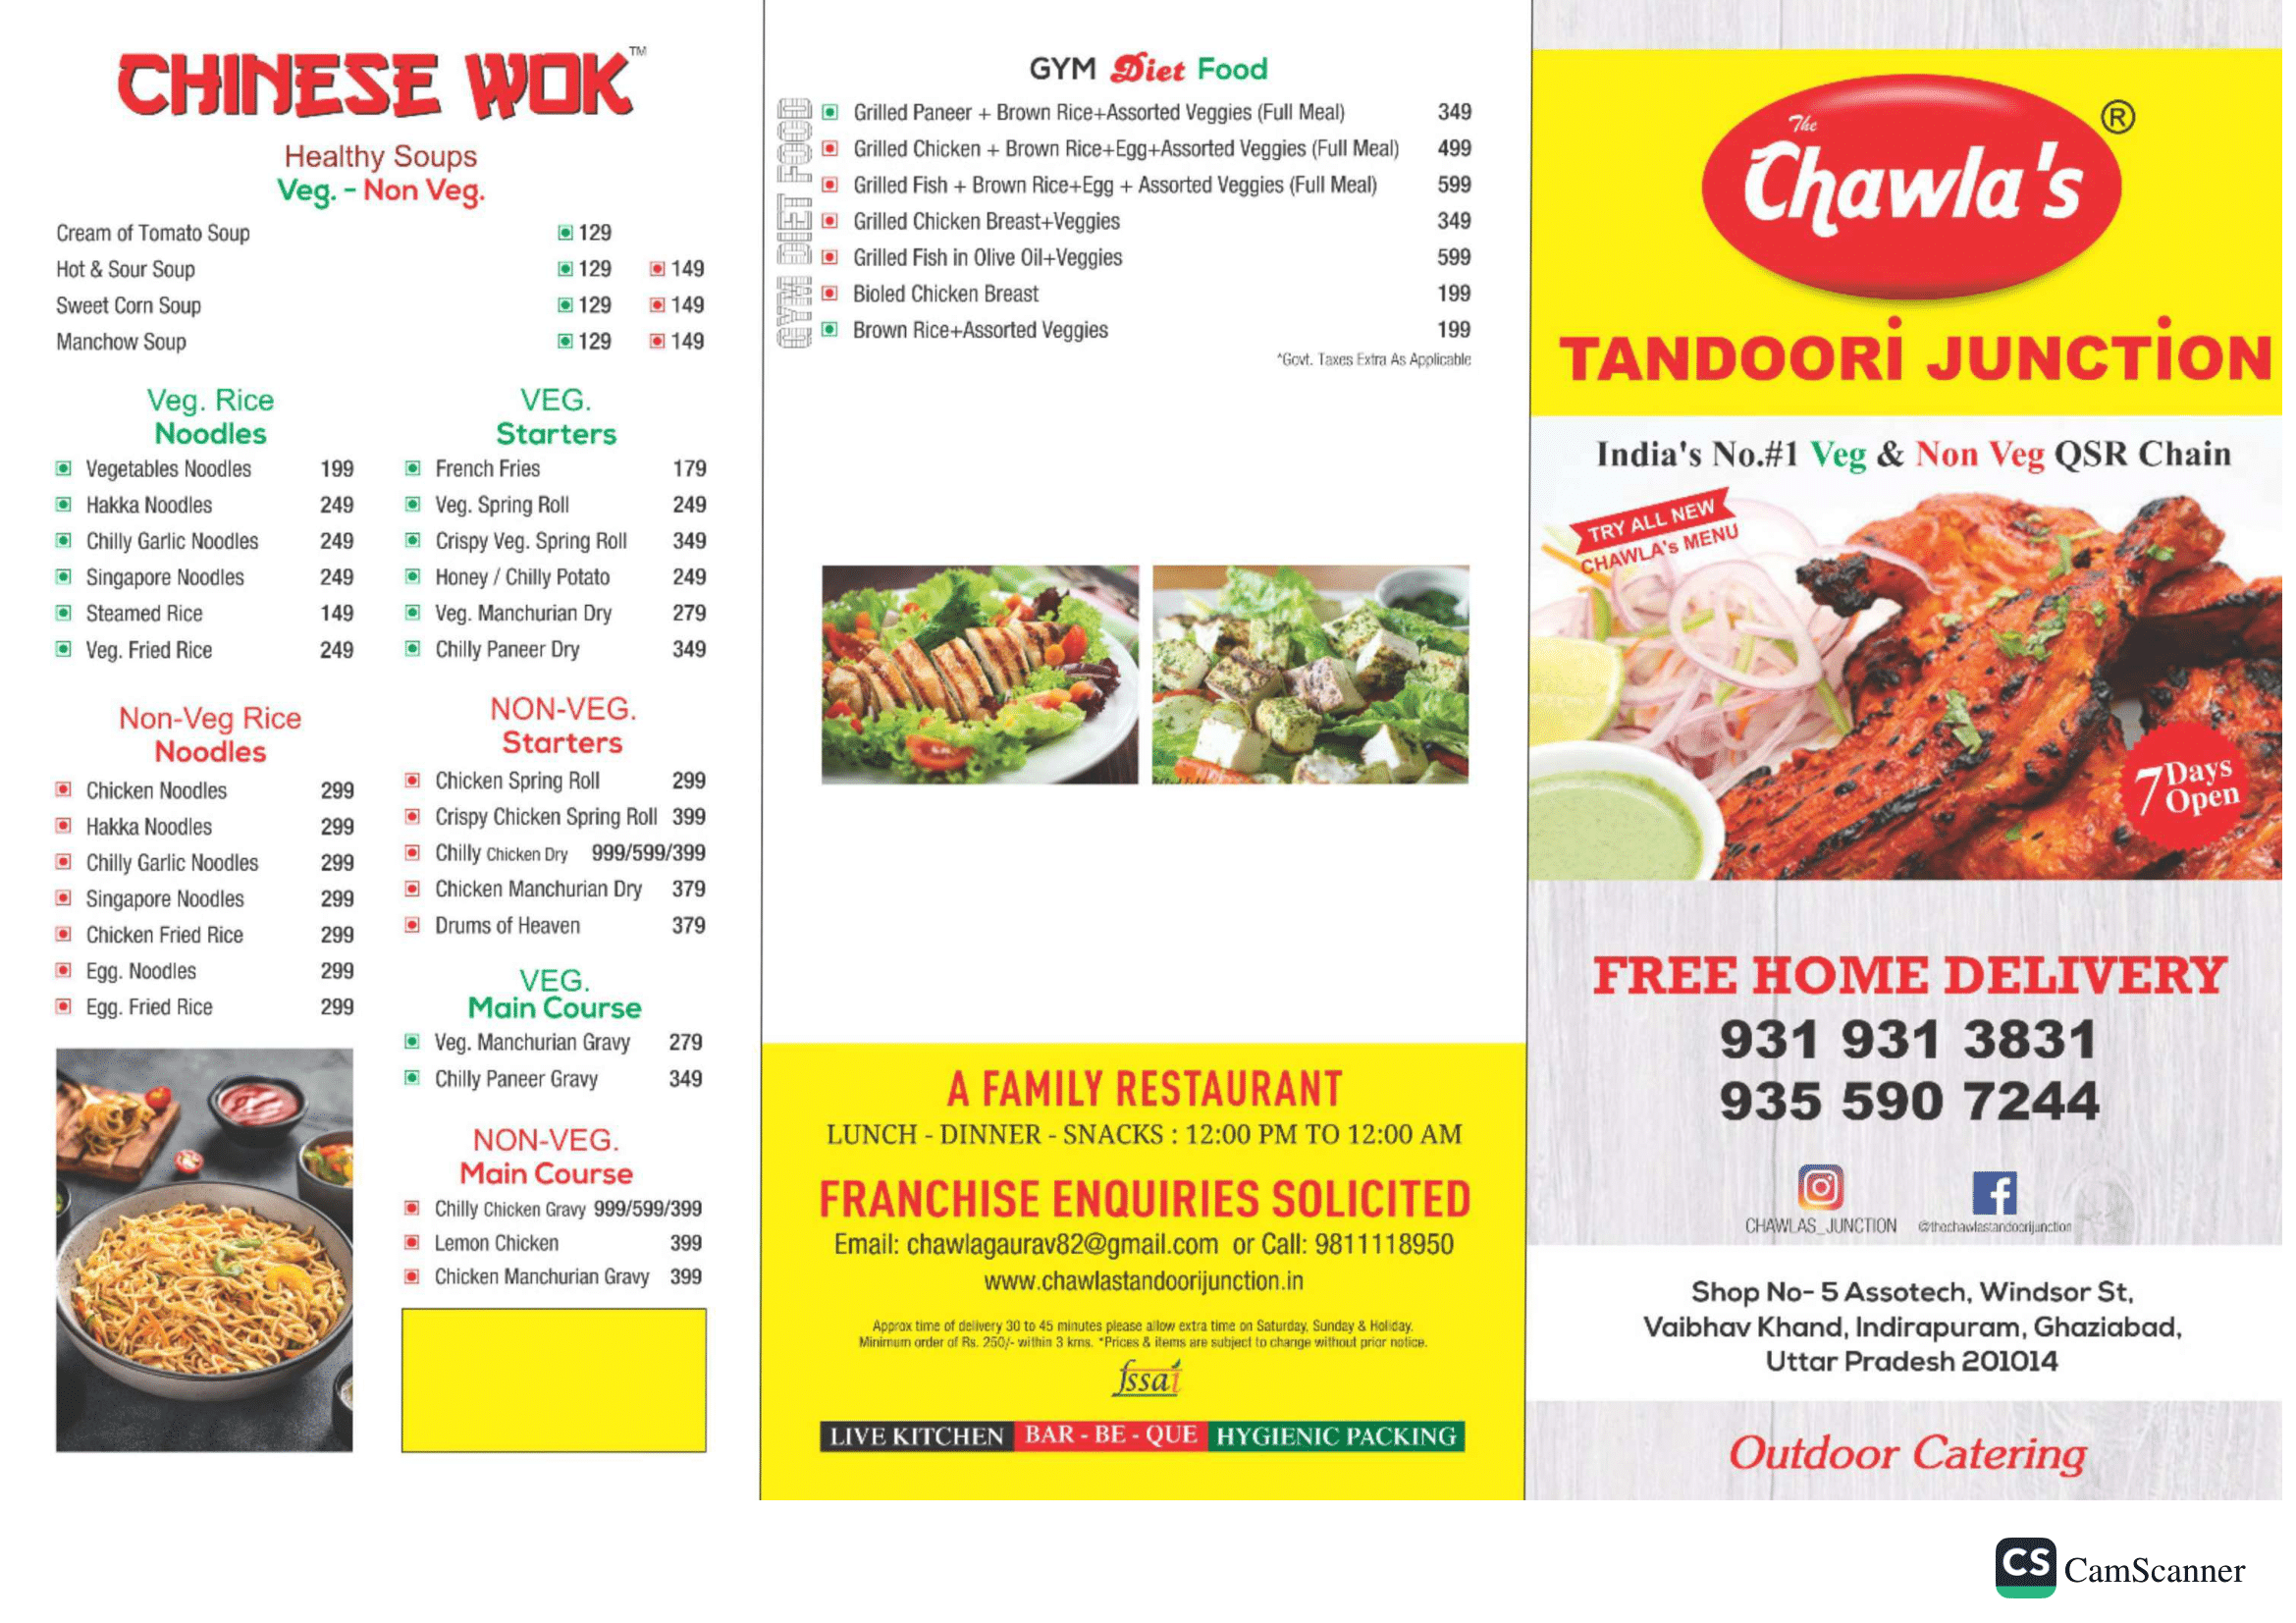 CHINESE WOK™
Healthy Soups
Veg. - Non Veg.
Cream of Tomato Soup 129
Hot & Sour Soup 129 149
Sweet Corn Soup 129 149
Manchow Soup 129 149
Veg. Rice
Noodles
Vegetables Noodles 199
Hakka Noodles 249
Chilly Garlic Noodles 249
Singapore Noodles 249
Steamed Rice 149
Veg. Fried Rice 249
Non-Veg Rice
Noodles
Chicken Noodles 299
Hakka Noodles 299
Chilly Garlic Noodles 299
Singapore Noodles 299
Chicken Fried Rice 299
Egg. Noodles 299
Egg. Fried Rice 299
VEG.
Starters
French Fries 179
Veg. Spring Roll 249
Crispy Veg. Spring Roll 349
Honey / Chilly Potato 249
Veg. Manchurian Dry 279
Chilly Paneer Dry 349
NON-VEG.
Starters
Chicken Spring Roll 299
Crispy Chicken Spring Roll 399
Chilly Chicken Dry 999/599/399
Chicken Manchurian Dry 379
Drums of Heaven 379
VEG.
Main Course
Veg. Manchurian Gravy 279
Chilly Paneer Gravy 349
NON-VEG.
Main Course
Chilly Chicken Gravy 999/599/399
Lemon Chicken 399
Chicken Manchurian Gravy 399
GYM Diet Food
GYM DIET FOOD
Grilled Paneer + Brown Rice+Assorted Veggies (Full Meal) 349
Grilled Chicken + Brown Rice+Egg+Assorted Veggies (Full Meal) 499
Grilled Fish + Brown Rice+Egg + Assorted Veggies (Full Meal) 599
Grilled Chicken Breast+Veggies 349
Grilled Fish in Olive Oil+Veggies 599
Bioled Chicken Breast 199
Brown Rice+Assorted Veggies 199
*Govt. Taxes Extra As Applicable
A FAMILY RESTAURANT
LUNCH - DINNER - SNACKS : 12:00 PM TO 12:00 AM
FRANCHISE ENQUIRIES SOLICITED
Email: chawlagaurav82@gmail.com or Call: 9811118950
www.chawlastandoorijunction.in
Approx time of delivery 30 to 45 minutes please allow extra time on Saturday, Sunday & Holiday.
Minimum order of Rs. 250/- within 3 kms. *Prices & items are subject to change without prior notice.
fssai
LIVE KITCHEN BAR - BE - QUE HYGIENIC PACKING
The
Chawla's ®
TANDOORi JUNCTiON
India's No.#1 Veg & Non Veg QSR Chain
TRY ALL NEW
CHAWLA's MENU
7 Days
Open
FREE HOME DELIVERY
931 931 3831
935 590 7244
CHAWLAS_JUNCTION @thechawlastandoorijunction
Shop No- 5 Assotech, Windsor St,
Vaibhav Khand, Indirapuram, Ghaziabad,
Uttar Pradesh 201014
Outdoor Catering
CS CamScanner